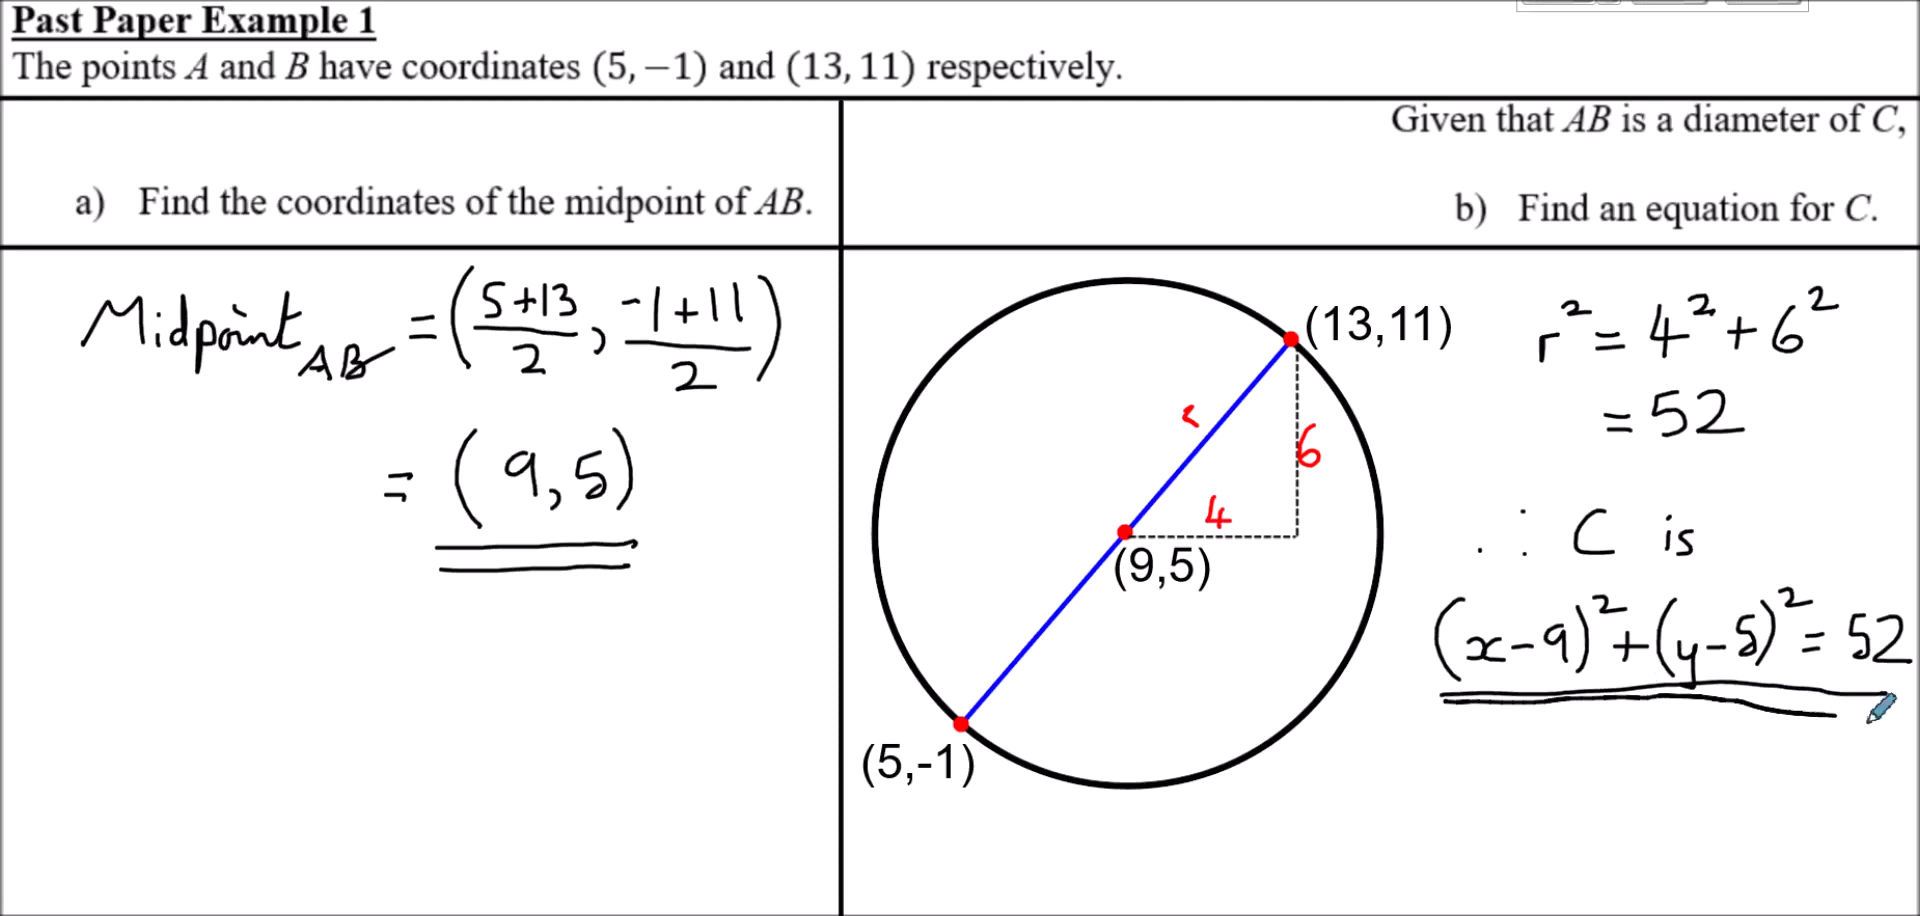 Past Paper Example 1
The points A and B have coordinates (5, −1) and (13, 11) respectively.
a) Find the coordinates of the midpoint of AB.
Given that AB is a diameter of C,
b) Find an equation for C.
Midpoint AB = (5+13/2, -1+11/2)
= (9,5)
(13,11)
r
6
4
(9,5)
(5,-1)
r² = 4² + 6²
= 52
∴ C is
(x-9)²+(y-5)² = 52